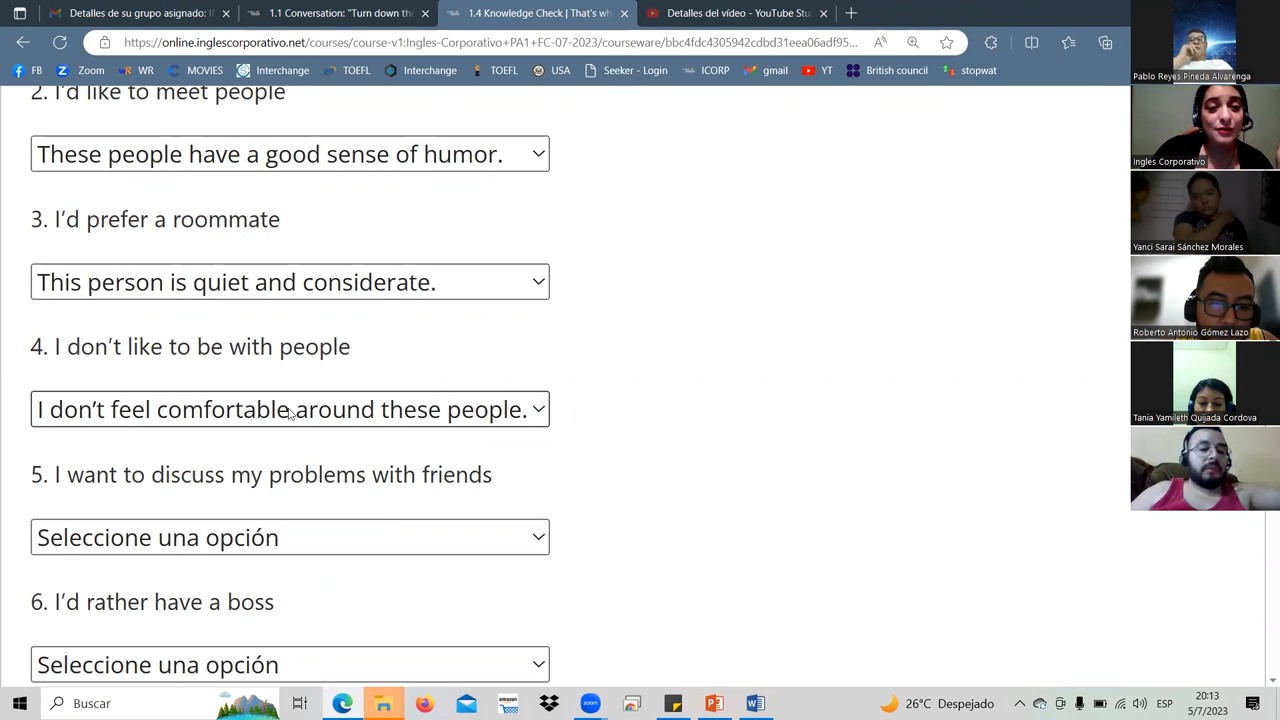 Detalles de su grupo asignado: II
1.1 Conversation: "Turn down the
1.4 Knowledge Check | That's wh
Detalles del vídeo - YouTube Stu
https://online.inglescorporativo.net/courses/course-v1:Ingles-Corporativo+PA1+FC-07-2023/courseware/bbc4fdc4305942cdbd31eea06adf95...
FB
Zoom
WR
MOVIES
Interchange
TOEFL
Interchange
TOEFL
USA
Seeker - Login
ICORP
gmail
YT
British council
stopwat
2. I'd like to meet people
These people have a good sense of humor.
3. I'd prefer a roommate
This person is quiet and considerate.
4. I don't like to be with people
I don't feel comfortable around these people.
5. I want to discuss my problems with friends
Seleccione una opción
6. I'd rather have a boss
Seleccione una opción
Pablo Reyes Pineda Alvarenga
Ingles Corporativo
Yanci Sarai Sánchez Morales
Roberto Antonio Gómez Lazo
Tania Yamileth Quijada Cordova
Buscar
26°C Despejado
ESP
20:13
5/7/2023